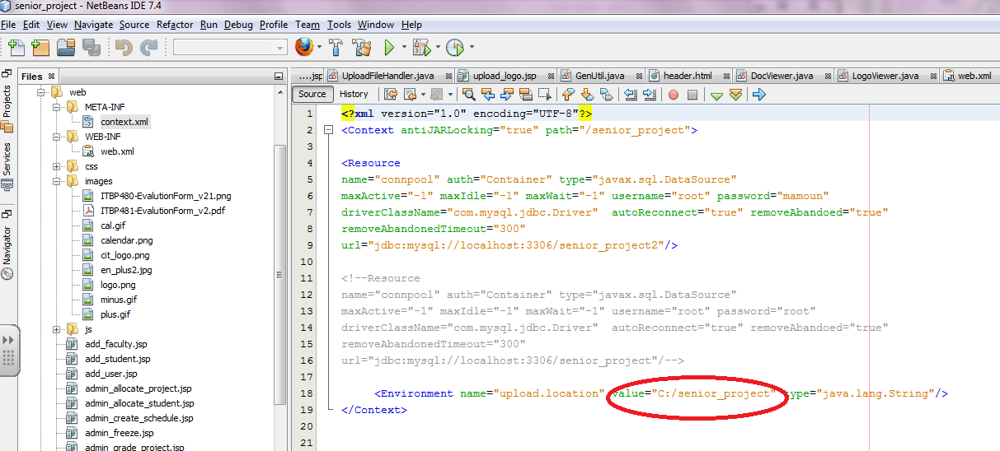 senior_project - NetBeans IDE 7.4
File Edit View Navigate Source Refactor Run Debug Profile Team Tools Window Help
Files
....jsp UploadFileHandler.java upload_logo.jsp GenUtil.java header.html DocViewer.java LogoViewer.java web.xml
Source History
Projects
Services
Navigator
web
META-INF
context.xml
WEB-INF
web.xml
css
images
ITBP480-EvalutionForm_v21.png
ITBP481-EvalutionForm_v2.pdf
cal.gif
calendar.png
cit_logo.png
en_plus2.jpg
logo.png
minus.gif
plus.gif
js
add_faculty.jsp
add_student.jsp
add_user.jsp
admin_allocate_project.jsp
admin_allocate_student.jsp
admin_create_schedule.jsp
admin_freeze.jsp
admin_grade_project.jsp
1 <?xml version="1.0" encoding="UTF-8"?>
2 <Context antiJARLocking="true" path="/senior_project">
3
4 <Resource
5 name="connpool" auth="Container" type="javax.sql.DataSource"
6 maxActive="-1" maxIdle="-1" maxWait="-1" username="root" password="mamoun"
7 driverClassName="com.mysql.jdbc.Driver" autoReconnect="true" removeAbandoed="true"
8 removeAbandonedTimeout="300"
9 url="jdbc:mysql://localhost:3306/senior_project2"/>
10
11 <!--Resource
12 name="connpool" auth="Container" type="javax.sql.DataSource"
13 maxActive="-1" maxIdle="-1" maxWait="-1" username="root" password="root"
14 driverClassName="com.mysql.jdbc.Driver" autoReconnect="true" removeAbandoed="true"
15 removeAbandonedTimeout="300"
16 url="jdbc:mysql://localhost:3306/senior_project"/-->
17
18 <Environment name="upload.location" value="C:/senior_project" type="java.lang.String"/>
19 </Context>
20
21